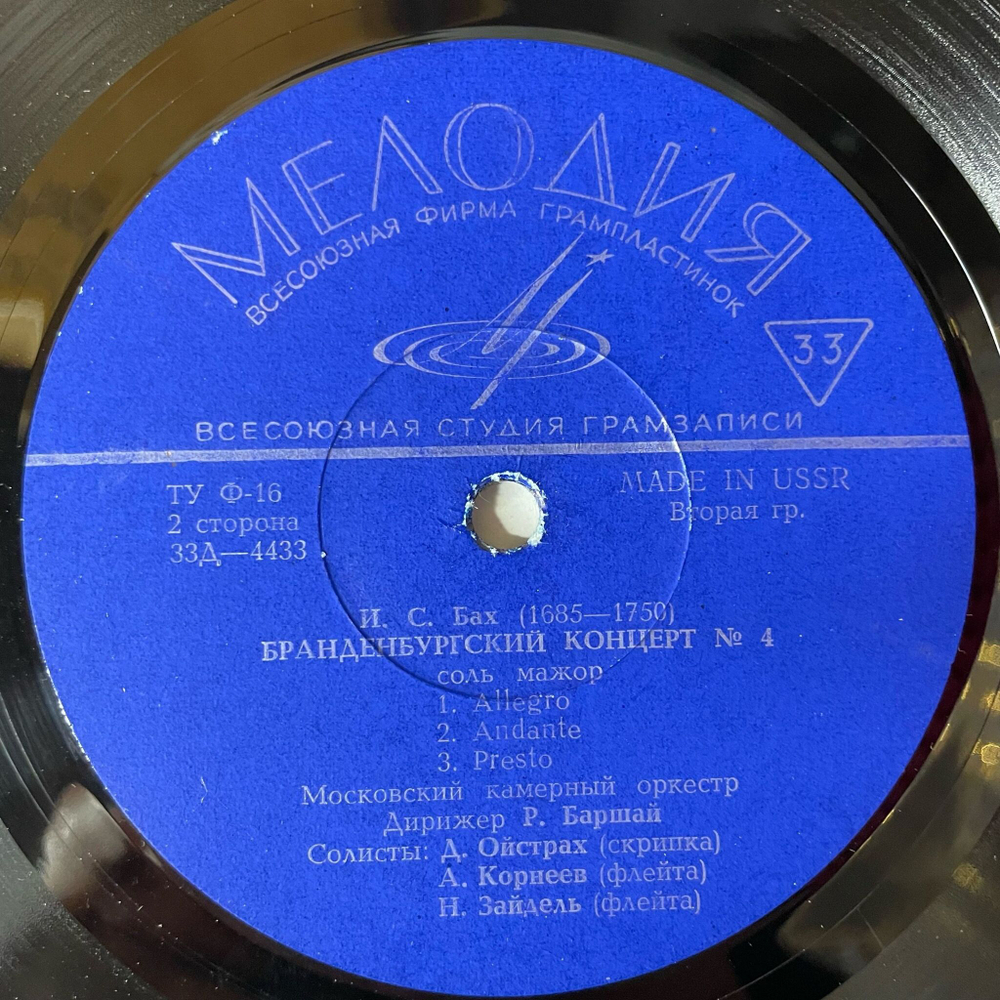 МЕЛОДИЯ
ВСЕСОЮЗНАЯ ФИРМА ГРАМПЛАСТИНОК
33
ВСЕСОЮЗНАЯ СТУДИЯ ГРАМЗАПИСИ
ТУ Ф-16
MADE IN USSR
2 сторона
Вторая гр.
33Д—4433
И. С. Бах (1685—1750)
БРАНДЕНБУРГСКИЙ КОНЦЕРТ № 4
соль мажор
1. Allegro
2. Andante
3. Presto
Московский камерный оркестр
Дирижер Р. Баршай
Солисты: Д. Ойстрах (скрипка)
А. Корнеев (флейта)
Н. Зайдель (флейта)